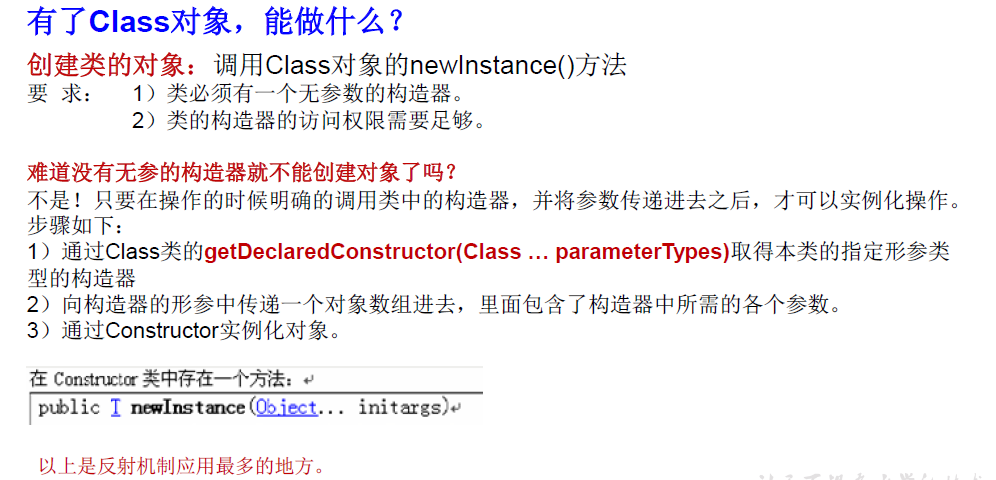 有了Class对象，能做什么？
创建类的对象：调用Class对象的newInstance()方法
要 求： 1）类必须有一个无参数的构造器。
2）类的构造器的访问权限需要足够。
难道没有无参的构造器就不能创建对象了吗？
不是！只要在操作的时候明确的调用类中的构造器，并将参数传递进去之后，才可以实例化操作。
步骤如下：
1）通过Class类的getDeclaredConstructor(Class … parameterTypes)取得本类的指定形参类
型的构造器
2）向构造器的形参中传递一个对象数组进去，里面包含了构造器中所需的各个参数。
3）通过Constructor实例化对象。
在 Constructor 类中存在一个方法：↵
public T newInstance(Object... initargs)↵
以上是反射机制应用最多的地方。